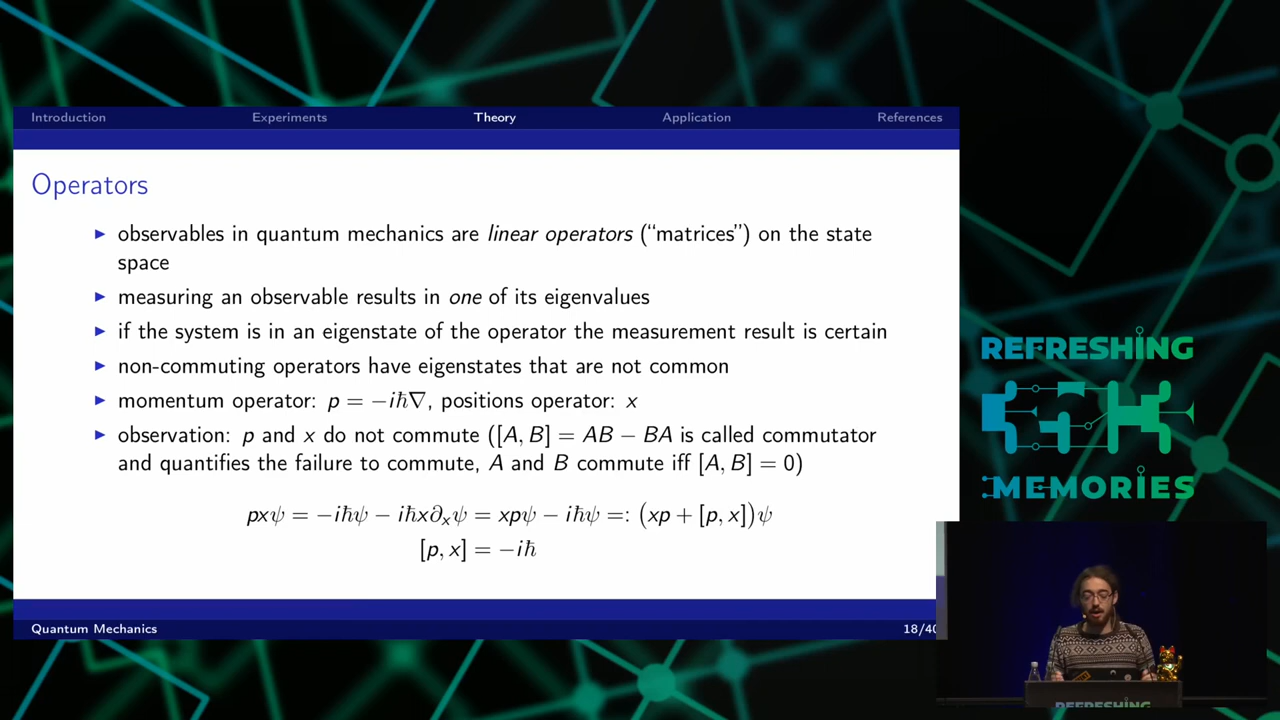 Introduction Experiments Theory Application References
Operators
▶ observables in quantum mechanics are linear operators (“matrices”) on the state
space
▶ measuring an observable results in one of its eigenvalues
▶ if the system is in an eigenstate of the operator the measurement result is certain
▶ non-commuting operators have eigenstates that are not common
▶ momentum operator: p = −iħ∇, positions operator: x
▶ observation: p and x do not commute ([A, B] = AB − BA is called commutator
and quantifies the failure to commute, A and B commute iff [A, B] = 0)
pxψ = −iħψ − iħx∂ₓψ = xpψ − iħψ =: (xp + [p, x])ψ
[p, x] = −iħ
Quantum Mechanics 18/40
REFRESHING
MEMORIES
REFRESHING